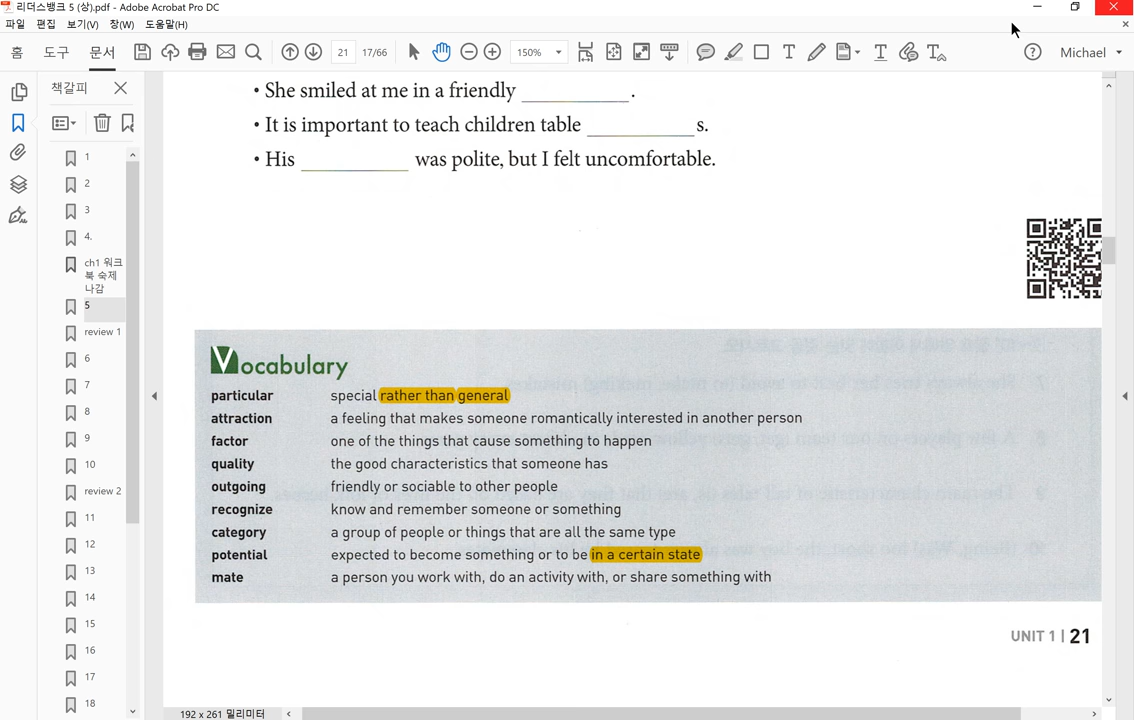 리더스뱅크 5 (상).pdf - Adobe Acrobat Pro DC
파일 편집 보기(V) 창(W) 도움말(H)
홈 도구 문서 21 17/66 150% Michael
책갈피
1
2
3
4.
ch1 워크
북 숙제
나감
5
review 1
6
7
8
9
10
review 2
11
12
13
14
15
16
17
18
• She smiled at me in a friendly ____________.
• It is important to teach children table ____________s.
• His ____________ was polite, but I felt uncomfortable.
Vocabulary
particular special rather than general
attraction a feeling that makes someone romantically interested in another person
factor one of the things that cause something to happen
quality the good characteristics that someone has
outgoing friendly or sociable to other people
recognize know and remember someone or something
category a group of people or things that are all the same type
potential expected to become something or to be in a certain state
mate a person you work with, do an activity with, or share something with
UNIT 1 | 21
192 x 261 밀리미터